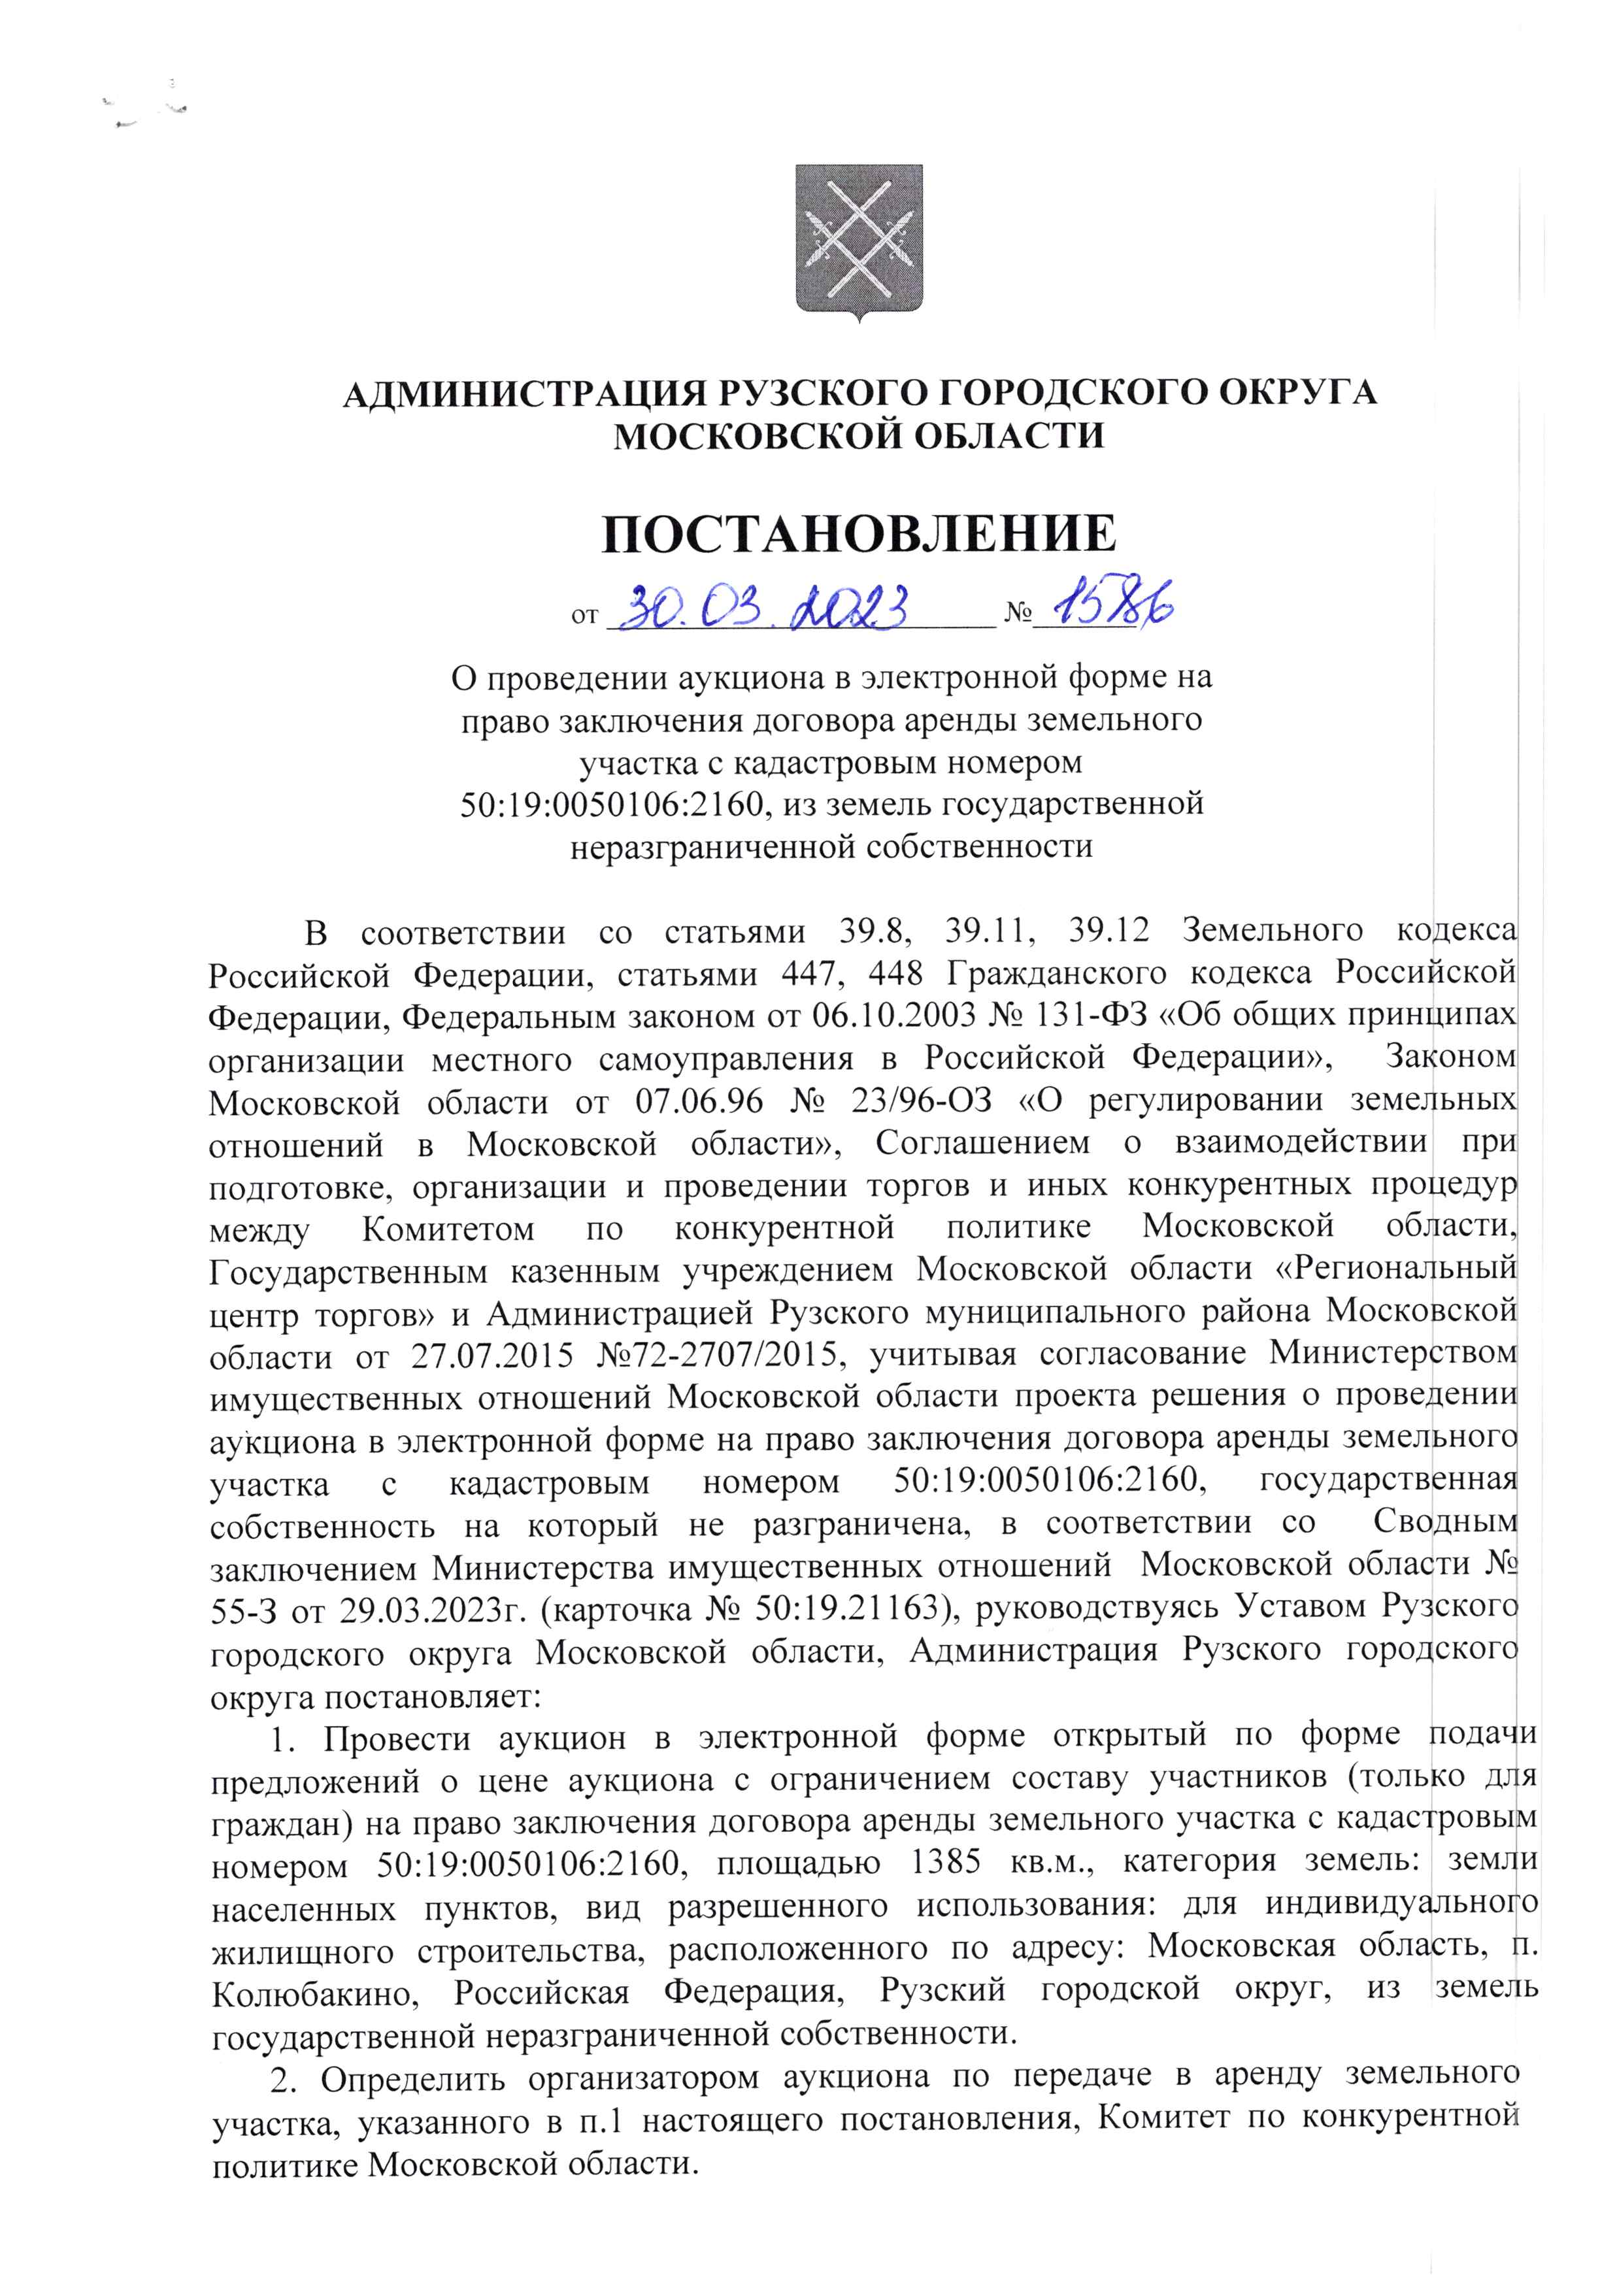 АДМИНИСТРАЦИЯ РУЗСКОГО ГОРОДСКОГО ОКРУГА
МОСКОВСКОЙ ОБЛАСТИ
ПОСТАНОВЛЕНИЕ
от 30.03.2023 № 1586
О проведении аукциона в электронной форме на
право заключения договора аренды земельного
участка с кадастровым номером
50:19:0050106:2160, из земель государственной
неразграниченной собственности
В соответствии со статьями 39.8, 39.11, 39.12 Земельного кодекса
Российской Федерации, статьями 447, 448 Гражданского кодекса Российской
Федерации, Федеральным законом от 06.10.2003 № 131-ФЗ «Об общих принципах
организации местного самоуправления в Российской Федерации», Законом
Московской области от 07.06.96 № 23/96-ОЗ «О регулировании земельных
отношений в Московской области», Соглашением о взаимодействии при
подготовке, организации и проведении торгов и иных конкурентных процедур
между Комитетом по конкурентной политике Московской области,
Государственным казенным учреждением Московской области «Региональный
центр торгов» и Администрацией Рузского муниципального района Московской
области от 27.07.2015 №72-2707/2015, учитывая согласование Министерством
имущественных отношений Московской области проекта решения о проведении
аукциона в электронной форме на право заключения договора аренды земельного
участка с кадастровым номером 50:19:0050106:2160, государственная
собственность на который не разграничена, в соответствии со Сводным
заключением Министерства имущественных отношений Московской области №
55-З от 29.03.2023г. (карточка № 50:19.21163), руководствуясь Уставом Рузского
городского округа Московской области, Администрация Рузского городского
округа постановляет:
1. Провести аукцион в электронной форме открытый по форме подачи
предложений о цене аукциона с ограничением составу участников (только для
граждан) на право заключения договора аренды земельного участка с кадастровым
номером 50:19:0050106:2160, площадью 1385 кв.м., категория земель: земли
населенных пунктов, вид разрешенного использования: для индивидуального
жилищного строительства, расположенного по адресу: Московская область, п.
Колюбакино, Российская Федерация, Рузский городской округ, из земель
государственной неразграниченной собственности.
2. Определить организатором аукциона по передаче в аренду земельного
участка, указанного в п.1 настоящего постановления, Комитет по конкурентной
политике Московской области.